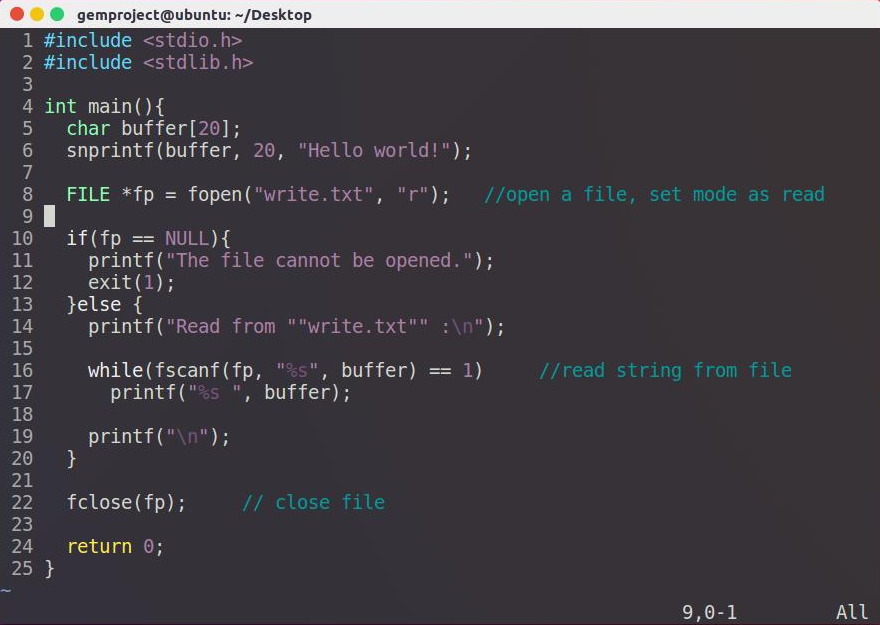 gemproject@ubuntu: ~/Desktop
1 #include <stdio.h>
2 #include <stdlib.h>
3
4 int main(){
5   char buffer[20];
6   snprintf(buffer, 20, "Hello world!");
7
8   FILE *fp = fopen("write.txt", "r");   //open a file, set mode as read
9
10   if(fp == NULL){
11     printf("The file cannot be opened.");
12     exit(1);
13   }else {
14     printf("Read from ""write.txt"" :\n");
15
16     while(fscanf(fp, "%s", buffer) == 1)     //read string from file
17       printf("%s ", buffer);
18
19     printf("\n");
20   }
21
22   fclose(fp);     // close file
23
24   return 0;
25 }
~
9,0-1         All